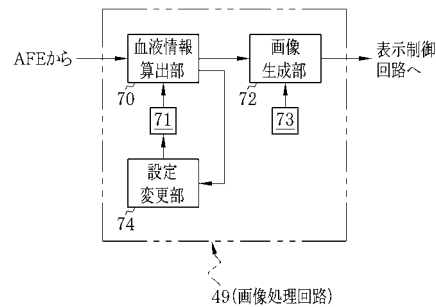 AFEから
血液情報
算出部
70
画像
生成部
72
表示制御
回路へ
71
73
設定
変更部
74
49(画像処理回路)